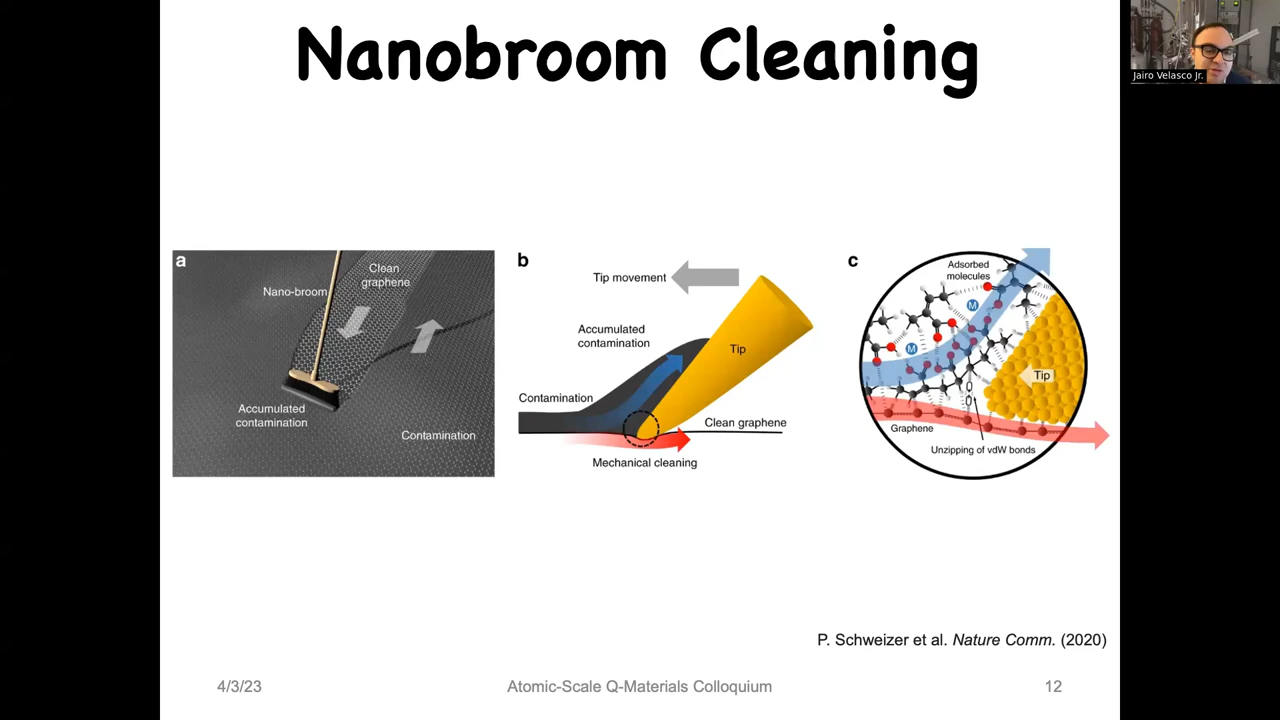 Nanobroom Cleaning
Jairo Velasco Jr.
a
Clean
graphene
Nano-broom
Accumulated
contamination
Contamination
b
Tip movement
Accumulated
contamination
Tip
Contamination
Clean graphene
Mechanical cleaning
c
Adsorbed
molecules
M
M
Tip
Graphene
Unzipping of vdW bonds
P. Schweizer et al. Nature Comm. (2020)
4/3/23
Atomic-Scale Q-Materials Colloquium
12